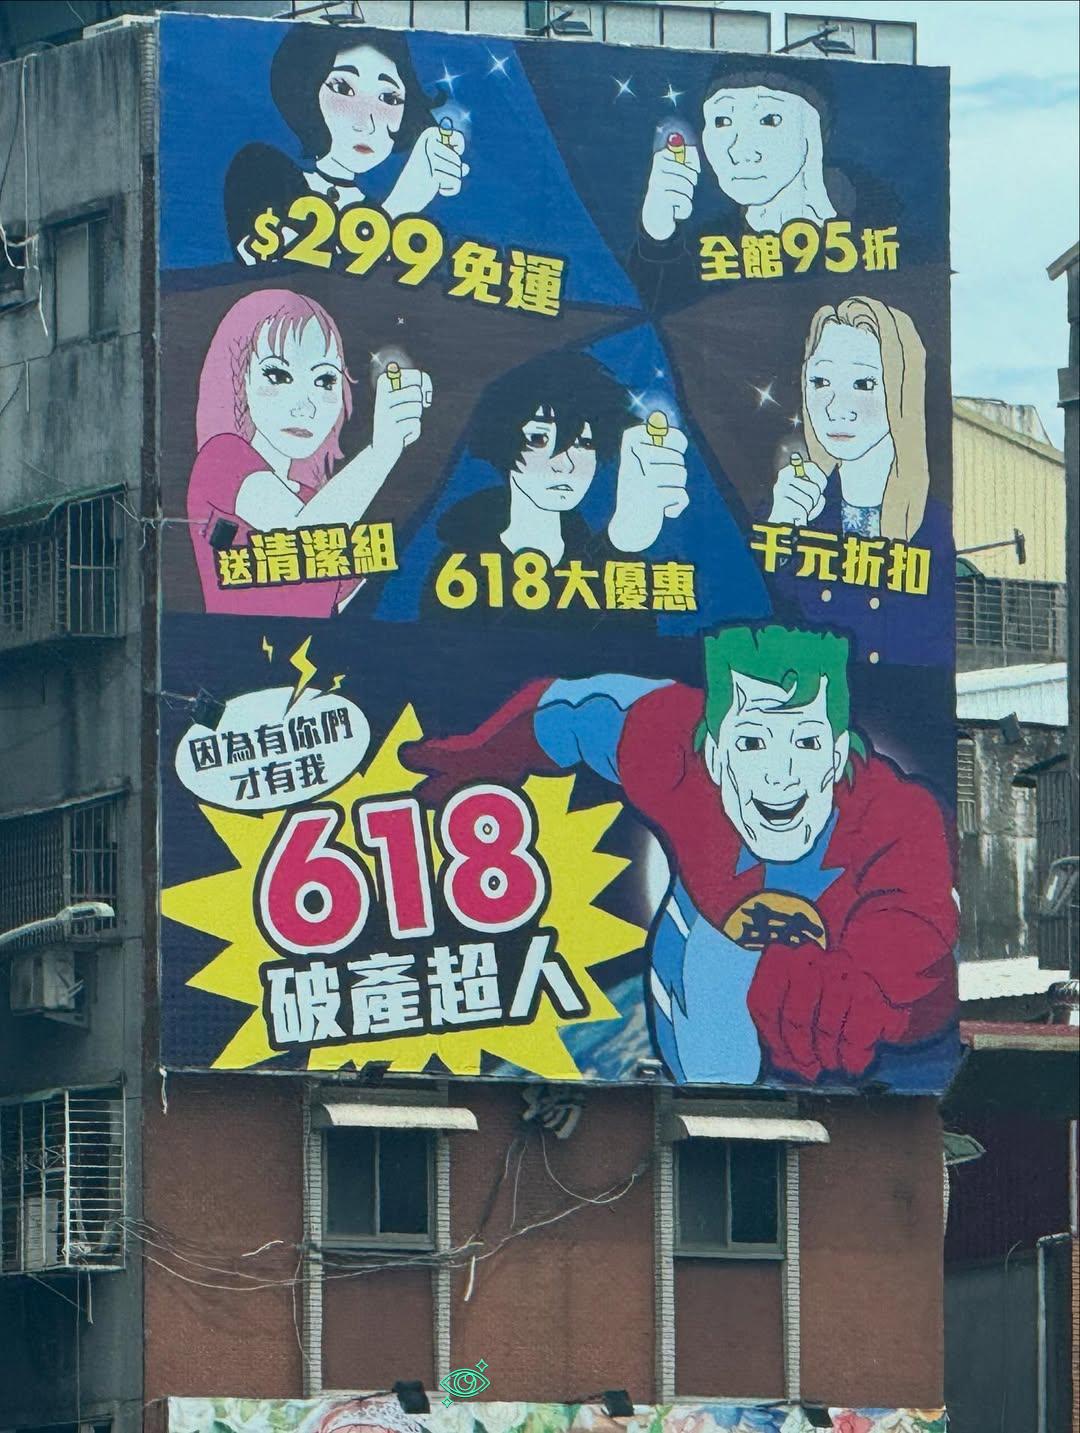 $299免運
全館95折
送清潔組
618大優惠
千元折扣
因為有你們
才有我
618
破產超人